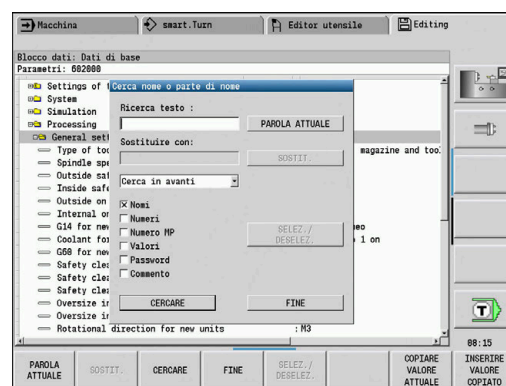 Macchina
smart.Turn
Editor utensile
Editing
Blocco dati: Dati di base
Parametri: 602000
Settings of
System
Simulation
Processing
General sett
Type of too
magazine and tool
Spindle spe
Outside saf
Inside safe
Outside on
Internal on
G14 for new
neo
Coolant for
1 on
G60 for new
Safety clea
Safety clea
Safety clea
Oversize in
Oversize in
Rotational direction for new units
: M3
Cerca nome o parte di nome
Ricerca testo :
PAROLA ATTUALE
Sostituire con:
SOSTIT.
Cerca in avanti
Nomi
Numeri
Numero MP
Valori
Password
Commento
SELEZ./
DESELEZ.
CERCARE
FINE
T
08:15
PAROLA
ATTUALE
SOSTIT.
CERCARE
FINE
SELEZ./
DESELEZ.
COPIARE
VALORE
ATTUALE
INSERIRE
VALORE
COPIATO